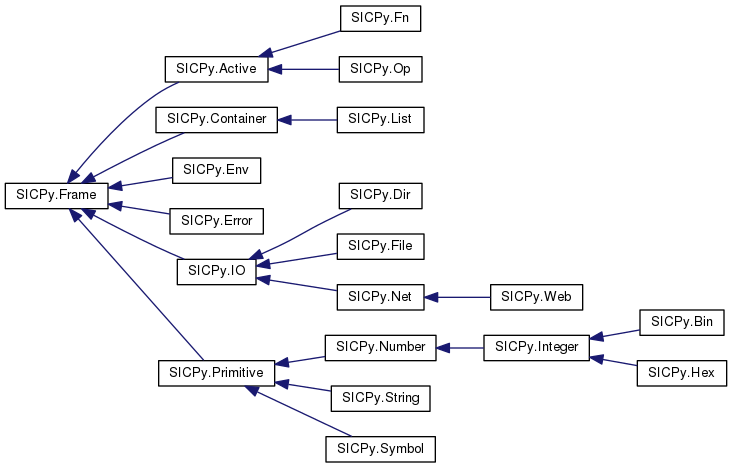 SICPy.Fn
SICPy.Active
SICPy.Op
SICPy.Container
SICPy.List
SICPy.Env
SICPy.Frame
SICPy.Dir
SICPy.Error
SICPy.File
SICPy.IO
SICPy.Net
SICPy.Web
SICPy.Bin
SICPy.Number
SICPy.Integer
SICPy.Primitive
SICPy.Hex
SICPy.String
SICPy.Symbol